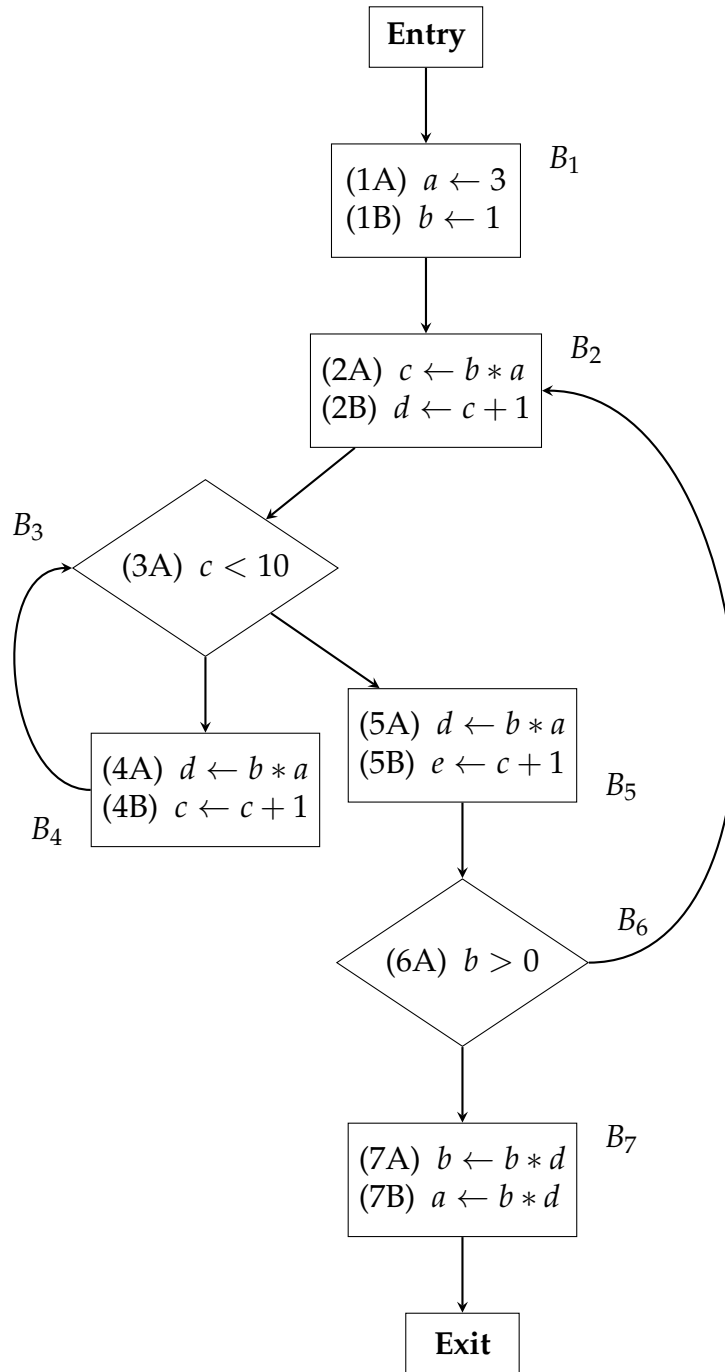 Entry
B₁
(1A) a ← 3
(1B) b ← 1
B₂
(2A) c ← b ∗ a
(2B) d ← c + 1
B₃
(3A) c < 10
(4A) d ← b ∗ a
(4B) c ← c + 1
B₄
(5A) d ← b ∗ a
(5B) e ← c + 1
B₅
B₆
(6A) b > 0
B₇
(7A) b ← b ∗ d
(7B) a ← b ∗ d
Exit